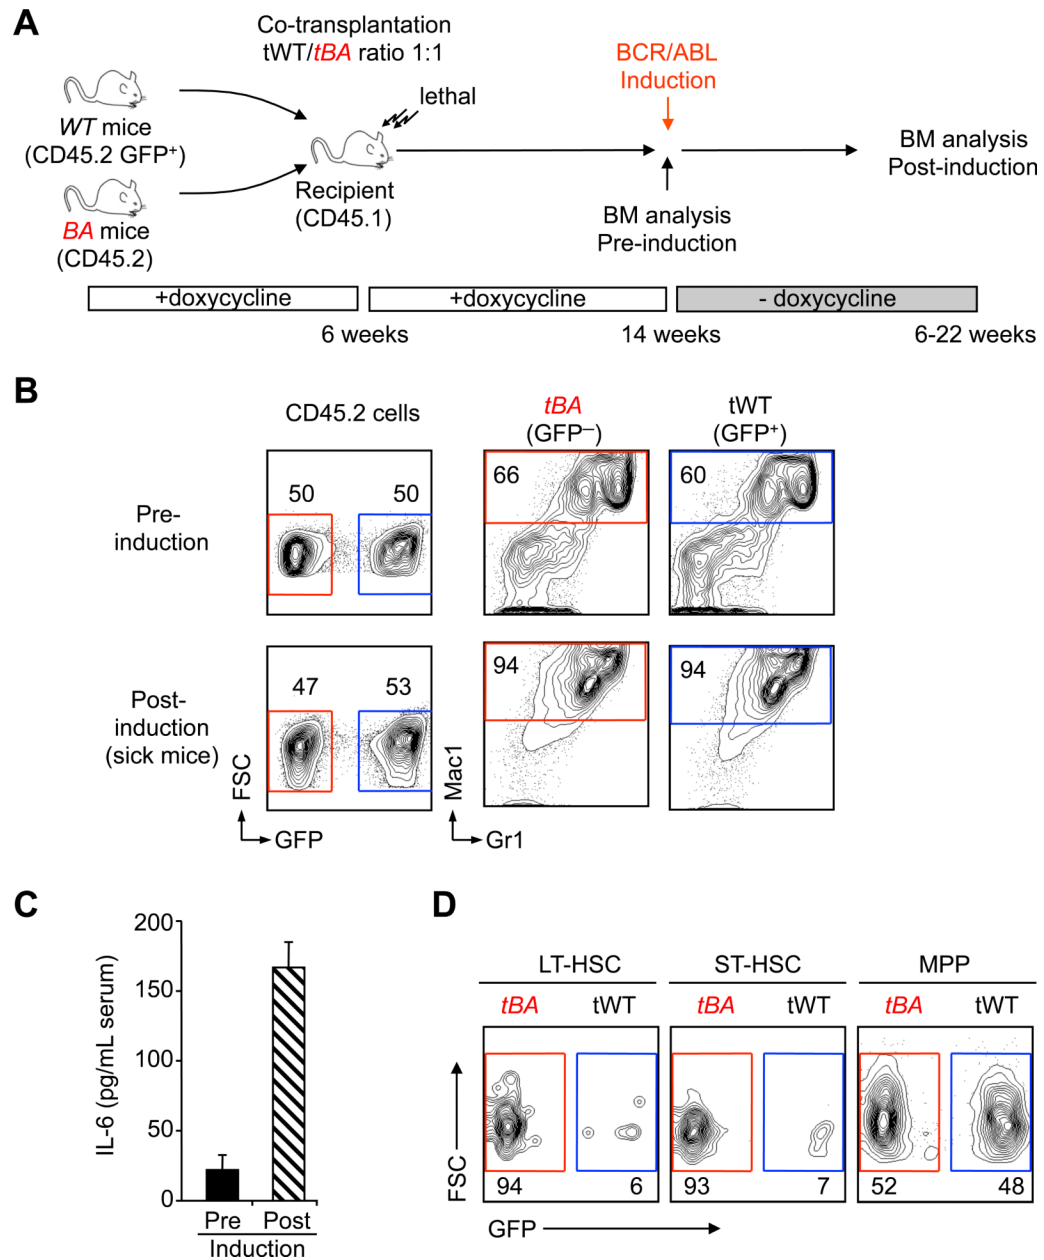 A
Co-transplantation
tWT/tBA ratio 1:1
lethal
BCR/ABL
Induction
WT mice
(CD45.2 GFP+)
BA mice
(CD45.2)
Recipient
(CD45.1)
BM analysis
Pre-induction
BM analysis
Post-induction
+doxycycline
+doxycycline
- doxycycline
6 weeks
14 weeks
6-22 weeks
B
CD45.2 cells
tBA
(GFP–)
tWT
(GFP+)
Pre-
induction
50
50
66
60
Post-
induction
(sick mice)
47
53
94
94
FSC
GFP
Mac1
Gr1
C
IL-6 (pg/mL serum)
200
150
100
50
0
Pre
Post
Induction
D
LT-HSC
ST-HSC
MPP
tBA
tWT
tBA
tWT
tBA
tWT
94
6
93
7
52
48
FSC
GFP